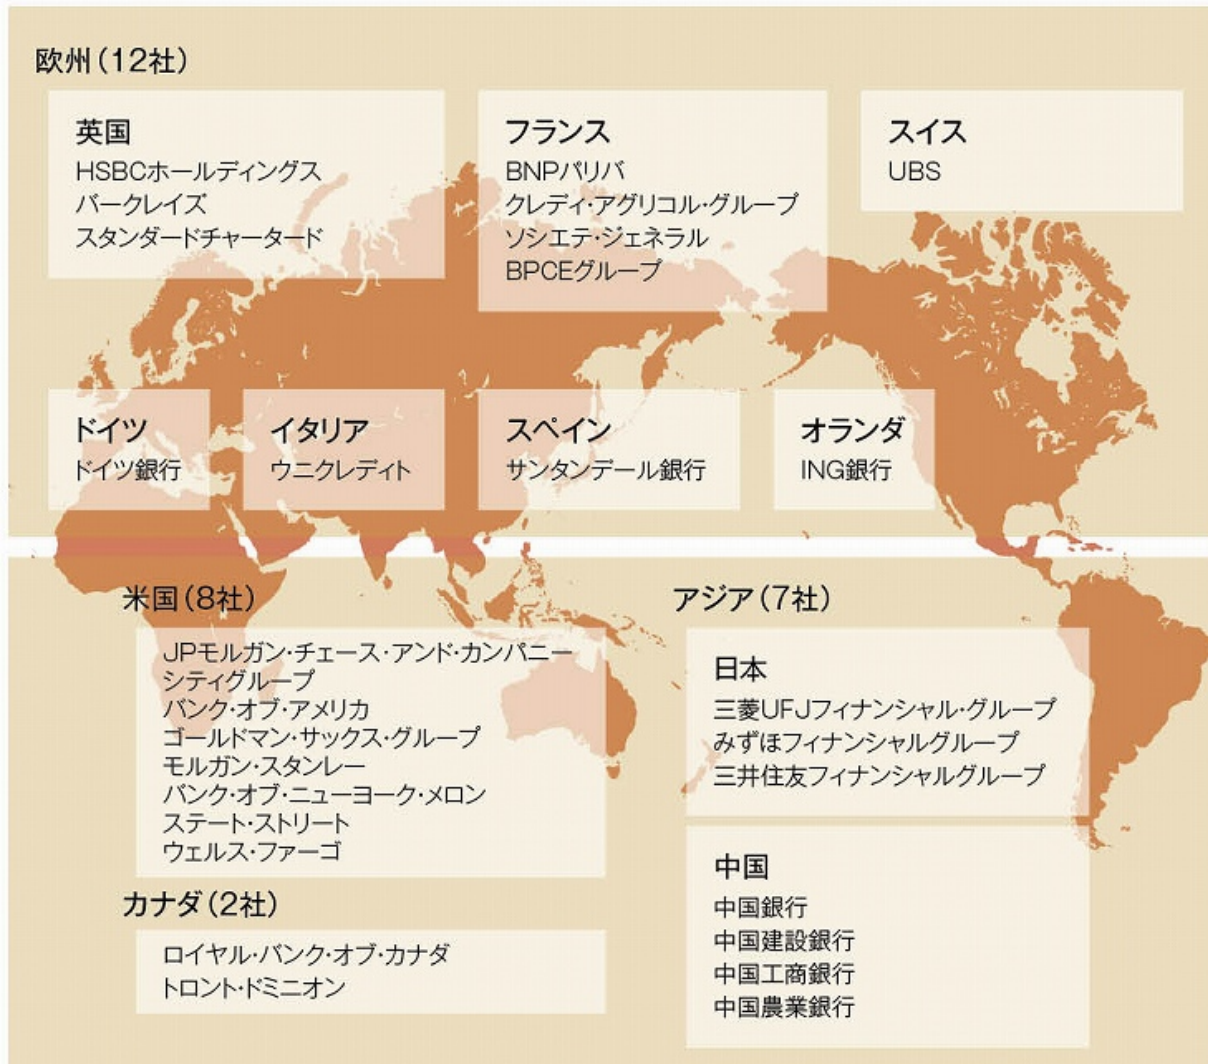 欧州(12社)
英国
HSBCホールディングス
バークレイズ
スタンダードチャータード
フランス
BNPパリバ
クレディ・アグリコル・グループ
ソシエテ・ジェネラル
BPCEグループ
スイス
UBS
ドイツ
ドイツ銀行
イタリア
ウニクレディト
スペイン
サンタンデール銀行
オランダ
ING銀行
米国(8社)
JPモルガン・チェース・アンド・カンパニー
シティグループ
バンク・オブ・アメリカ
ゴールドマン・サックス・グループ
モルガン・スタンレー
バンク・オブ・ニューヨーク・メロン
ステート・ストリート
ウェルス・ファーゴ
カナダ(2社)
ロイヤル・バンク・オブ・カナダ
トロント・ドミニオン
アジア(7社)
日本
三菱UFJフィナンシャル・グループ
みずほフィナンシャルグループ
三井住友フィナンシャルグループ
中国
中国銀行
中国建設銀行
中国工商銀行
中国農業銀行